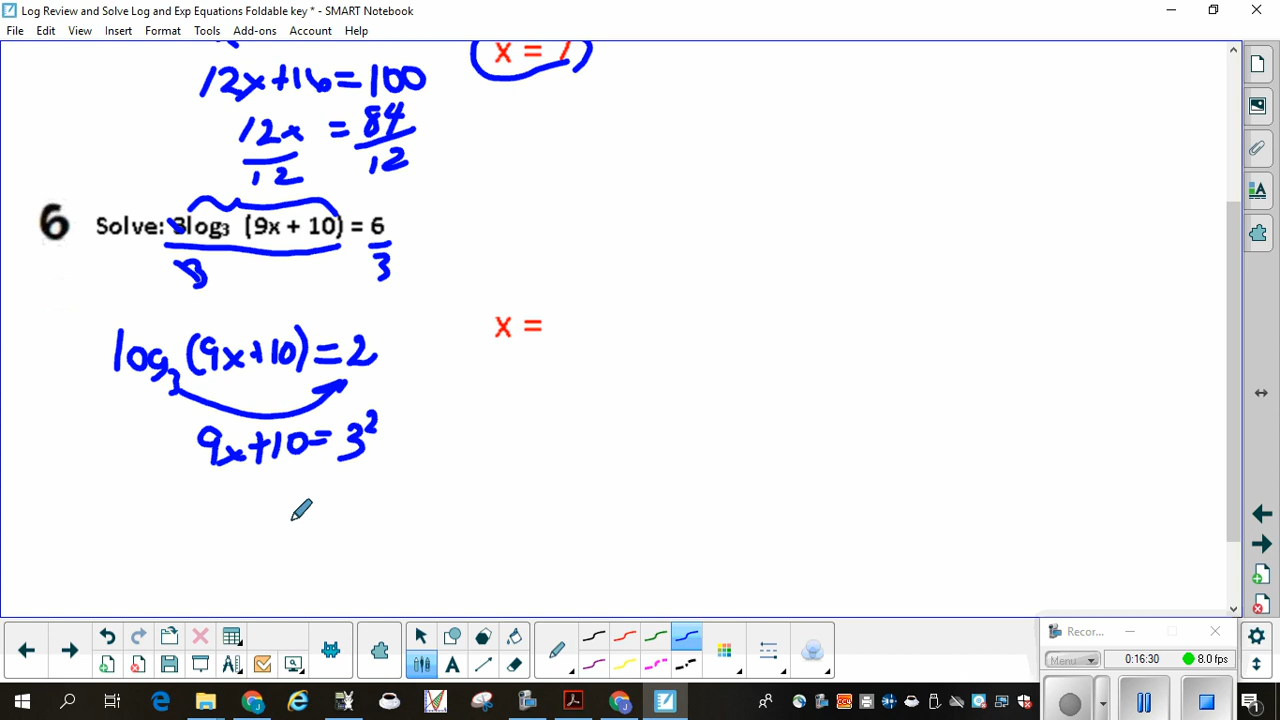 Log Review and Solve Log and Exp Equations Foldable key * - SMART Notebook
File Edit View Insert Format Tools Add-ons Account Help
x = 7
12x+16=100
12x = 84
12 12
6 Solve: 3log₃ (9x + 10) = 6
3 3
x =
log₃(9x+10)=2
9x+10=3²
Recor...
Menu 0:16:30 8.0 fps